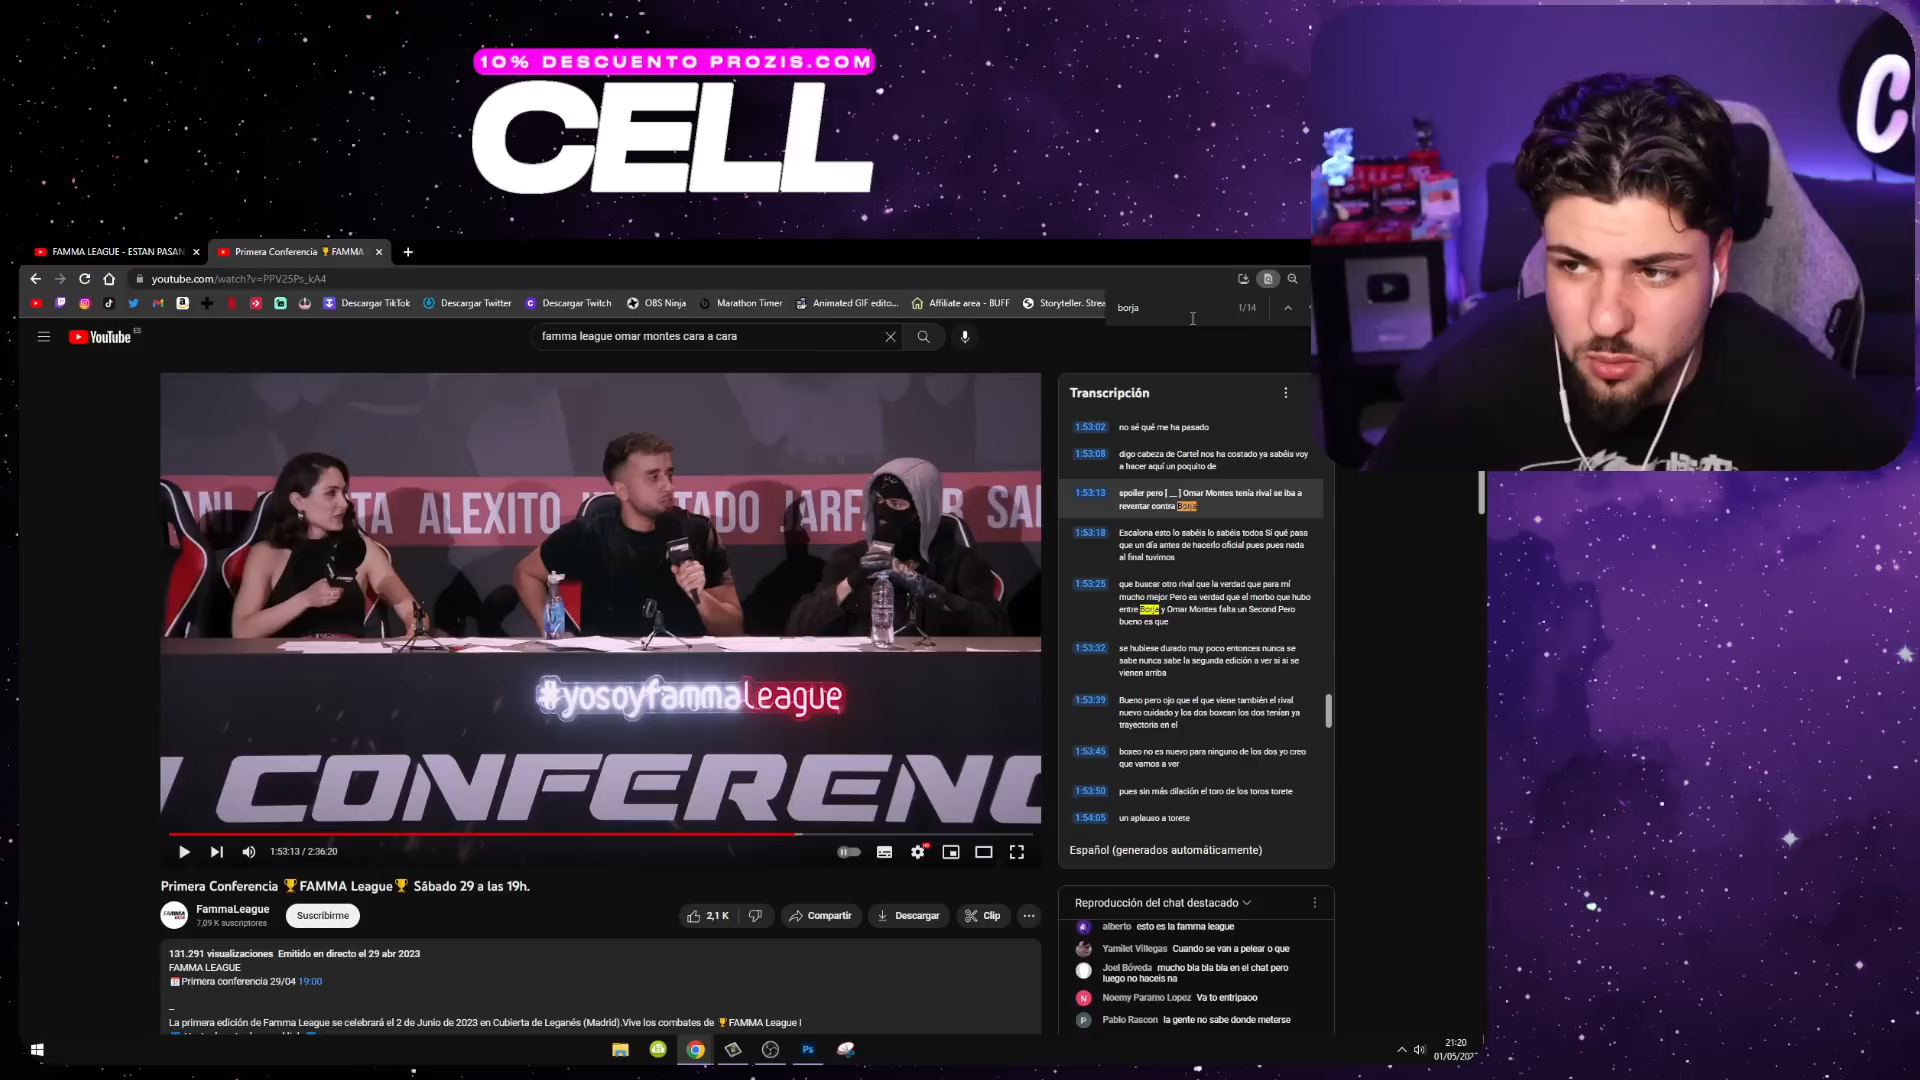 10% DESCUENTO PROZIS.COM
CELL
FAMMA LEAGUE - ESTAN PASAN
Primera Conferencia 🏆FAMMA
youtube.com/watch?v=PPV25Ps_kA4
Descargar TikTok
Descargar Twitter
Descargar Twitch
OBS Ninja
Marathon Timer
Animated GIF edito...
Affiliate area - BUFF
Storyteller. Strea
borja
1/14
YouTube ES
famma league omar montes cara a cara
TA ALEXITO
JARF
SA
#yosoyfammaleague
CONFERENC
1:53:13 / 2:36:20
Transcripción
1:53:02 no sé qué me ha pasado
1:53:08 digo cabeza de Cartel nos ha costado ya sabéis voy
a hacer aquí un poquito de
1:53:13 spoiler pero [ __ ] Omar Montes tenía rival se iba a
reventar contra Borja
1:53:18 Escalona esto lo sabéis lo sabéis todos Sí qué pasa
que un día antes de hacerlo oficial pues pues nada
al final tuvimos
1:53:25 que buscar otro rival que la verdad que para mí
mucho mejor Pero es verdad que el morbo que hubo
entre Borja y Omar Montes falta un Second Pero
bueno es que
1:53:32 se hubiese durado muy poco entonces nunca se
sabe nunca sabe la segunda edición a ver si si se
vienen arriba
1:53:39 Bueno pero ojo que el que viene también el rival
nuevo cuidado y los dos boxean los dos tenían ya
trayectoria en el
1:53:45 boxeo no es nuevo para ninguno de los dos yo creo
que vamos a ver
1:53:50 pues sin más dilación el toro de los toros torete
1:54:05 un aplauso a torete
Español (generados automáticamente)
Primera Conferencia 🏆FAMMA League🏆 Sábado 29 a las 19h.
FammaLeague
7,09 K suscriptores
Suscribirme
2,1 K
Compartir
Descargar
Clip
131.291 visualizaciones Emitido en directo el 29 abr 2023
FAMMA LEAGUE
Primera conferencia 29/04 19:00
--
La primera edición de Famma League se celebrará el 2 de Junio de 2023 en Cubierta de Leganés (Madrid).Vive los combates de 🏆FAMMA League I
Reproducción del chat destacado
alberto esto es la famma league
Yamilet Villegas Cuando se van a pelear o que
Joel Bóveda mucho bla bla bla en el chat pero
luego no haceis na
Noemy Paramo Lopez Va to entripaoo
Pablo Rascon la gente no sabe donde meterse
21:20
01/05/202